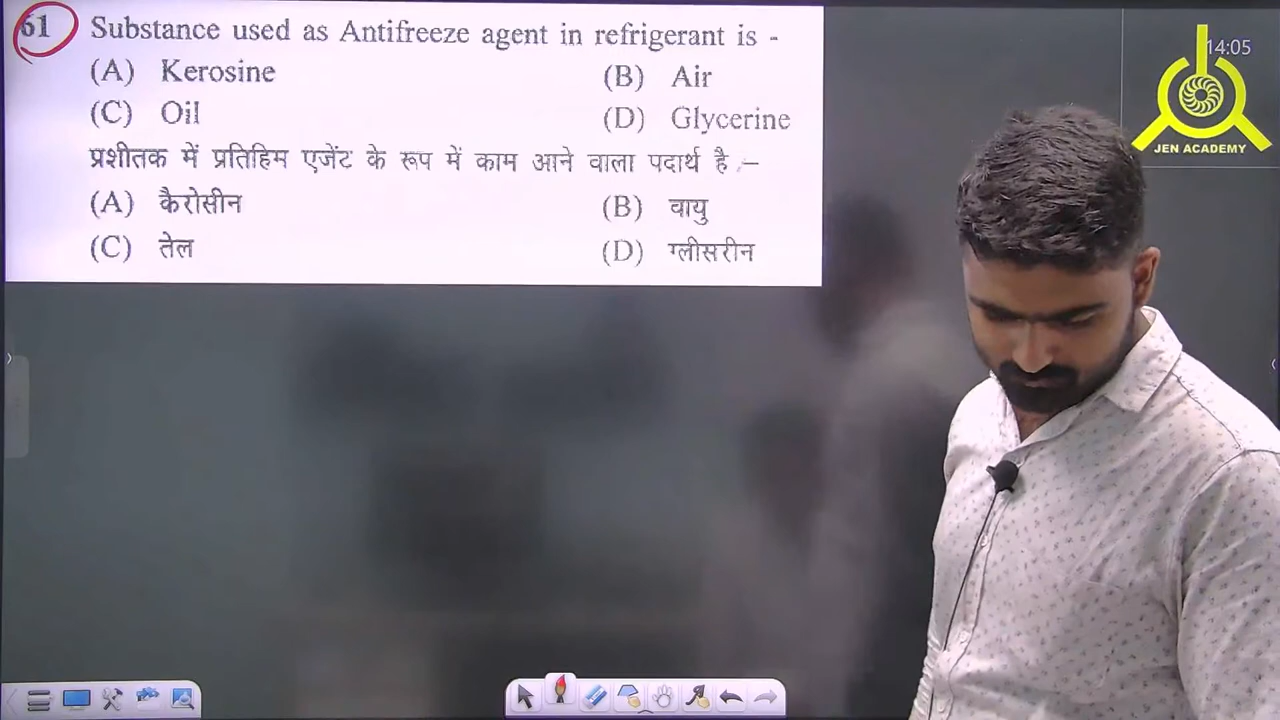 61 Substance used as Antifreeze agent in refrigerant is -
(A) Kerosine (B) Air
(C) Oil (D) Glycerine
प्रशीतक में प्रतिहिम एजेंट के रूप में काम आने वाला पदार्थ है :–
(A) कैरोसीन (B) वायु
(C) तेल (D) ग्लीसरीन
14:05
JEN ACADEMY